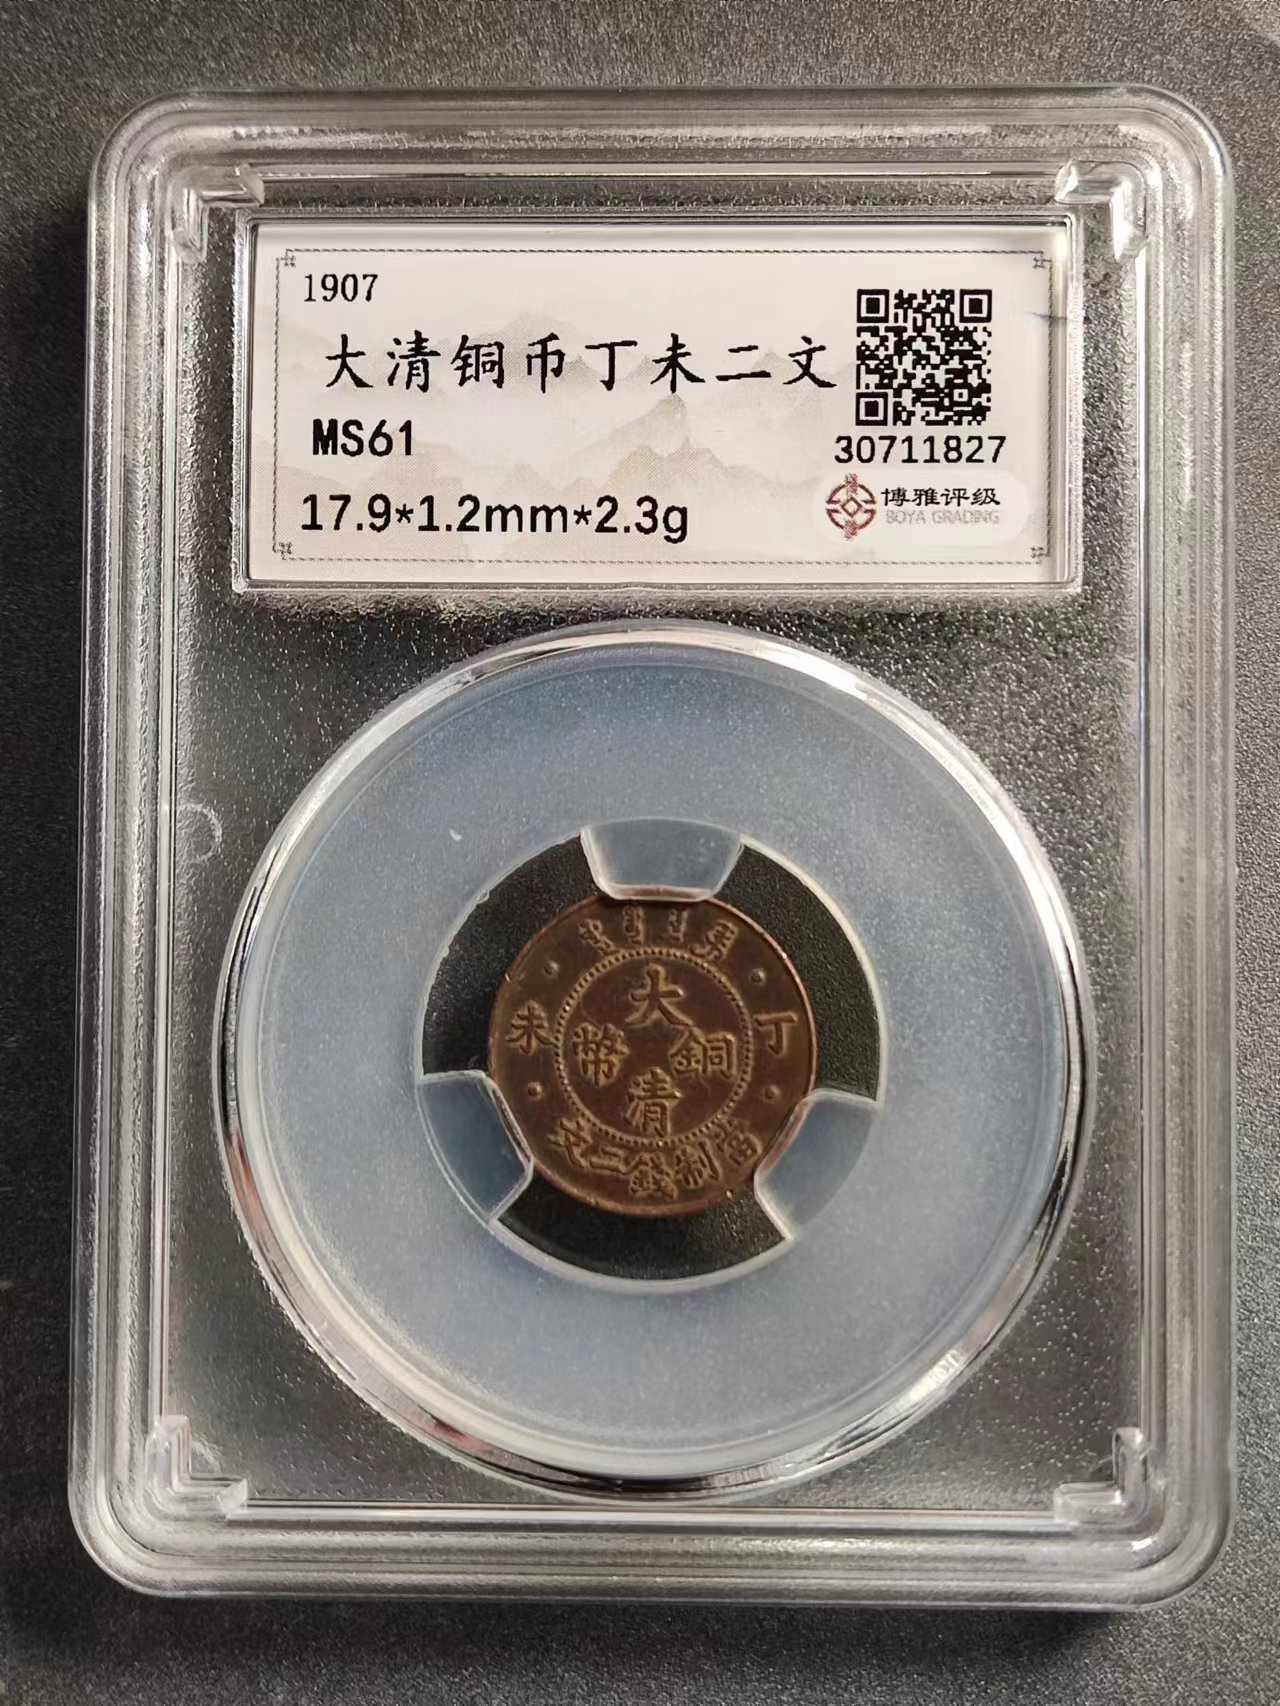 1907
大清铜币丁未二文
MS61
30711827
17.9*1.2mm*2.3g
博雅评级
BOYA GRADING
大清銅幣
丁未
當制錢二文